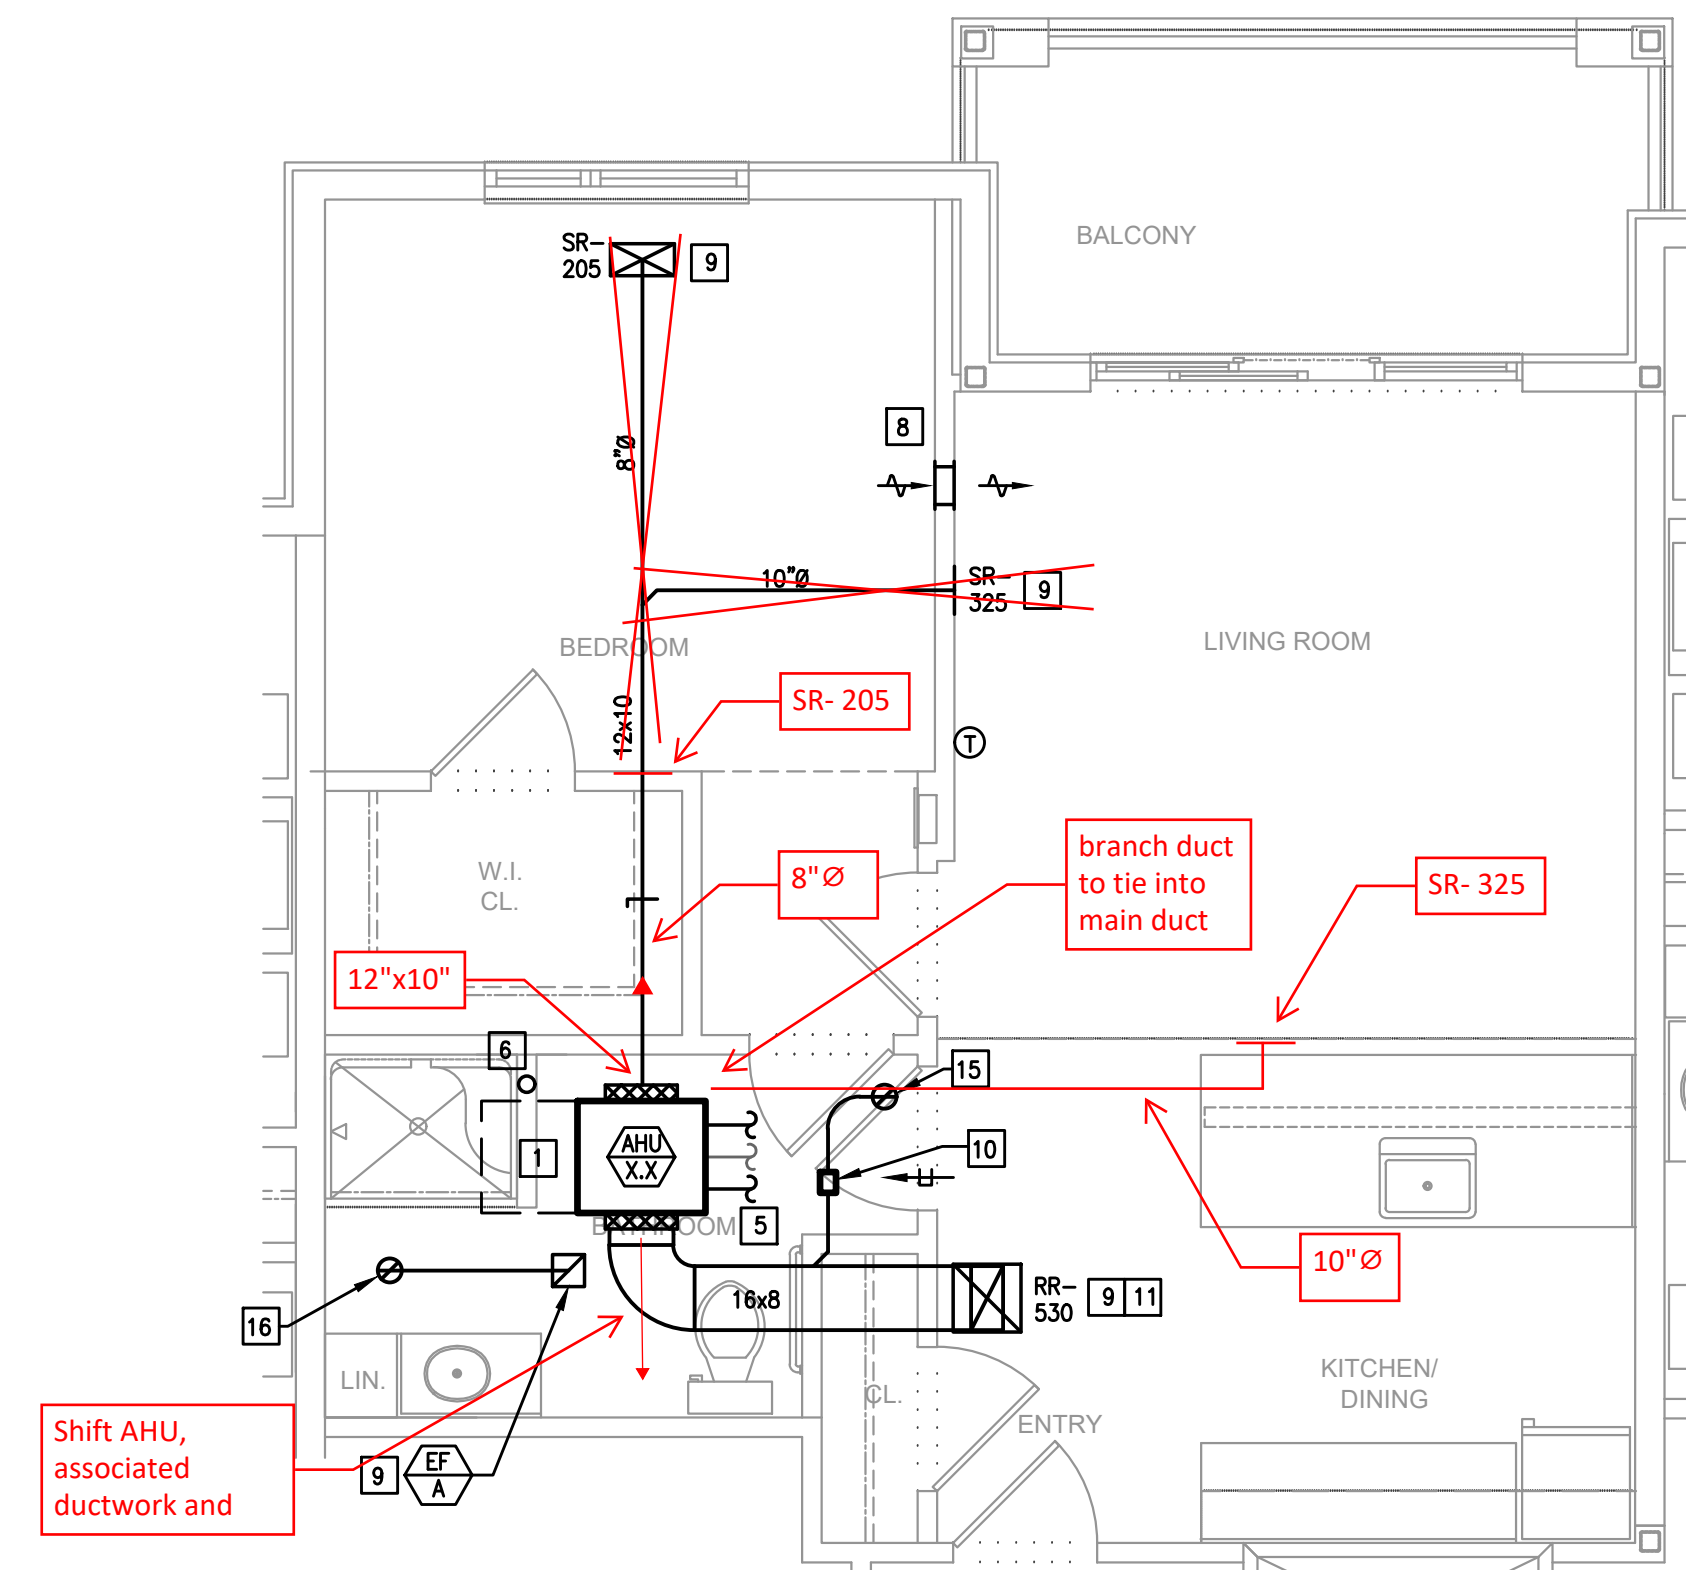 BALCONY
SR-
205
9
8
8"Ø
10"Ø
SR-
325
9
BEDROOM
LIVING ROOM
SR- 205
12x10
T
branch duct
to tie into
main duct
8"Ø
SR- 325
W.I.
CL.
12"x10"
6
15
AHU
X.X
1
10
5
BATHROOM
10"Ø
16x8
RR-
530
9
11
16
LIN.
CL.
KITCHEN/
DINING
ENTRY
Shift AHU,
associated
ductwork and
9
EF
A